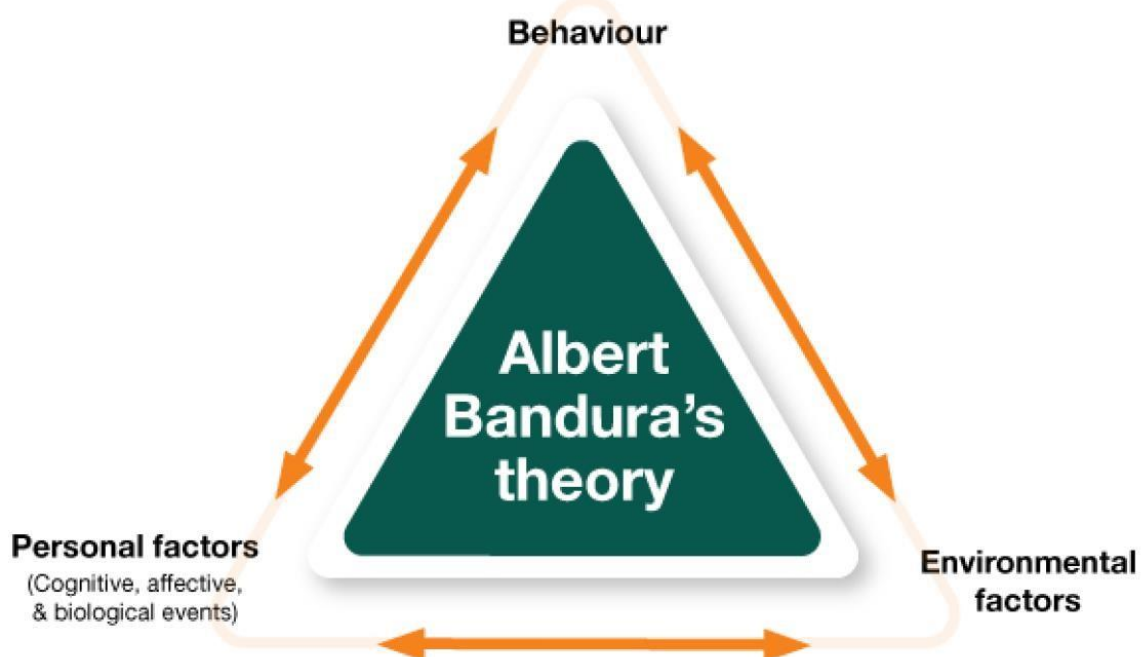 Behaviour
Albert
Bandura’s
theory
Personal factors
(Cognitive, affective,
& biological events)
Environmental
factors